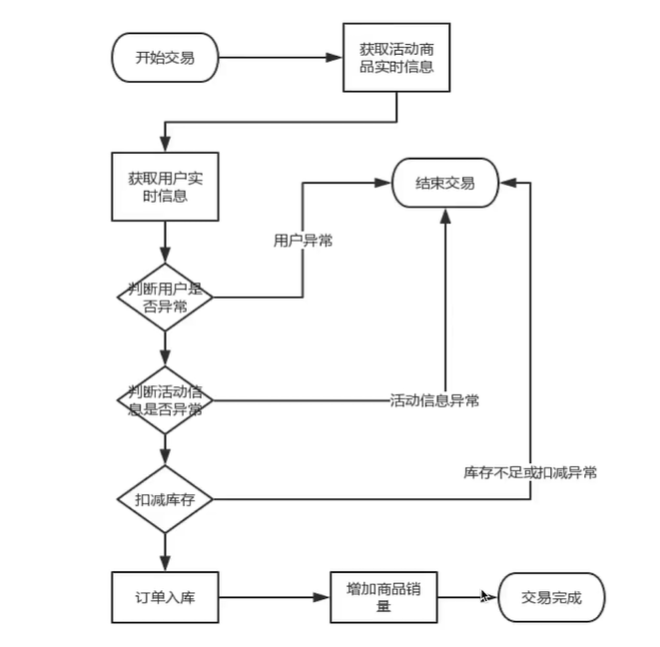 开始交易
获取活动商
品实时信息
获取用户实
时信息
结束交易
用户异常
判断用户是
否异常
判断活动信
息是否异常
活动信息异常
库存不足或扣减异常
扣减库存
订单入库
增加商品销
量
交易完成